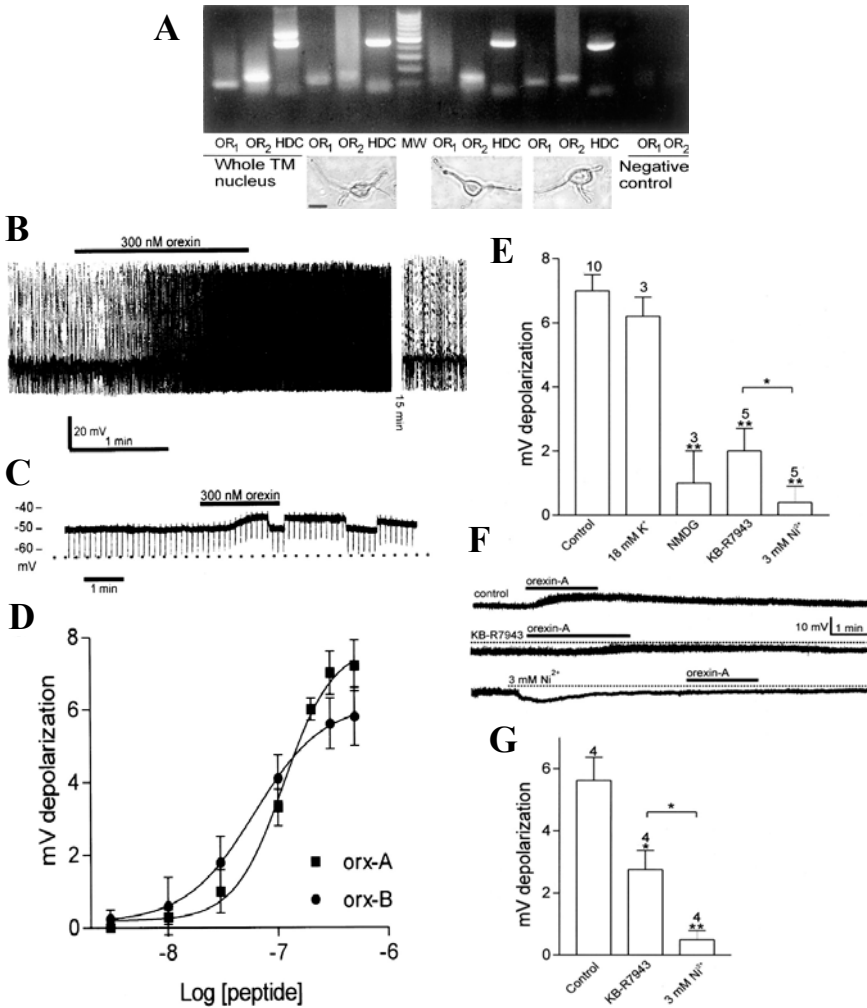 A
OR1 OR2 HDC OR1 OR2 HDC MW OR1 OR2 HDC OR1 OR2 HDC OR1 OR2
Whole TM nucleus
Negative control
B
300 nM orexin
15 min
20 mV
1 min
C
300 nM orexin
-40
-50
-60
mV
1 min
D
8
6
4
2
0
mV depolarization
orx-A
orx-B
-8 -7 -6
Log [peptide]
E
8
6
4
2
0
mV depolarization
10
3
3
**
5
**
*
5
**
Control
18 mM K+
NMDG
KB-R7943
3 mM Ni2+
F
control
orexin-A
10 mV
1 min
KB-R7943
orexin-A
3 mM Ni2+
orexin-A
G
6
4
2
0
mV depolarization
4
4
*
*
4
**
Control
KB-R7943
3 mM Ni2+